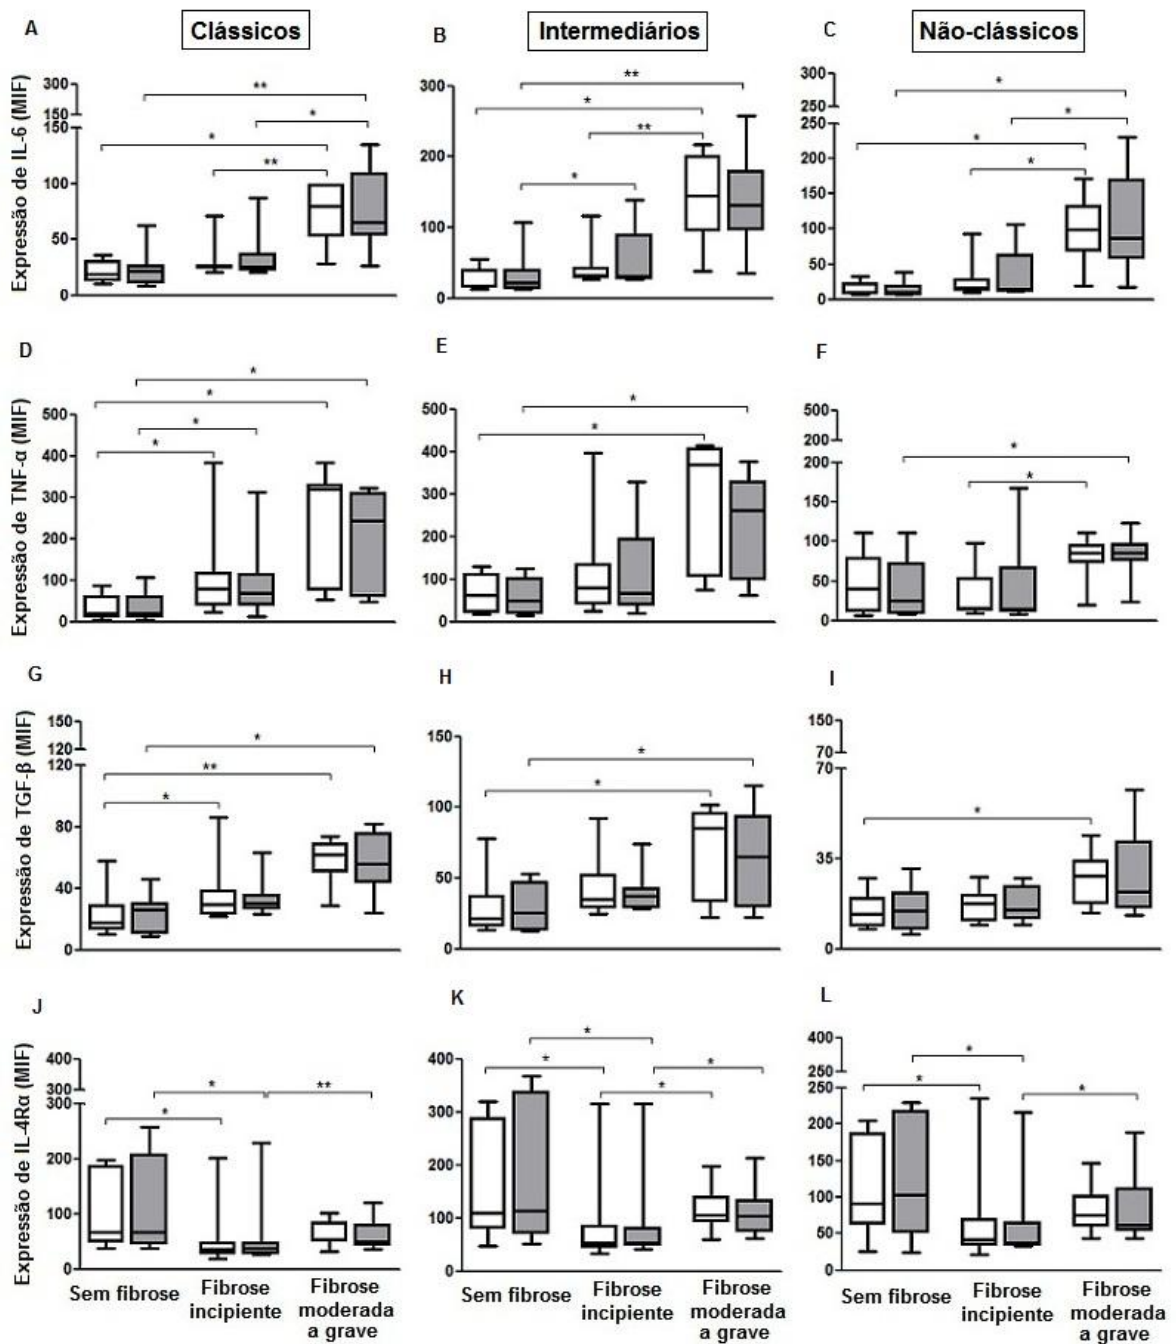 A
Clássicos
B
Intermediários
C
Não-clássicos
Expressão de IL-6 (MIF)
300
150
150
100
50
0
**
*
*
**
300
200
100
0
**
*
**
*
300
250
250
200
150
100
50
0
*
*
*
*
D
E
F
Expressão de TNF-α (MIF)
500
400
300
200
100
0
*
*
*
*
500
400
300
200
100
0
*
*
500
200
200
150
100
50
0
*
*
G
H
I
Expressão de TGF-β (MIF)
150
120
120
80
40
0
*
**
*
150
100
50
0
*
*
150
70
70
35
0
*
J
K
L
Expressão de IL-4Rα (MIF)
400
300
300
200
100
0
*
**
*
400
300
200
100
0
*
*
*
*
400
250
250
200
150
100
50
0
*
*
*
Sem fibrose
Fibrose
incipiente
Fibrose
moderada
a grave
Sem fibrose
Fibrose
incipiente
Fibrose
moderada
a grave
Sem fibrose
Fibrose
incipiente
Fibrose
moderada
a grave